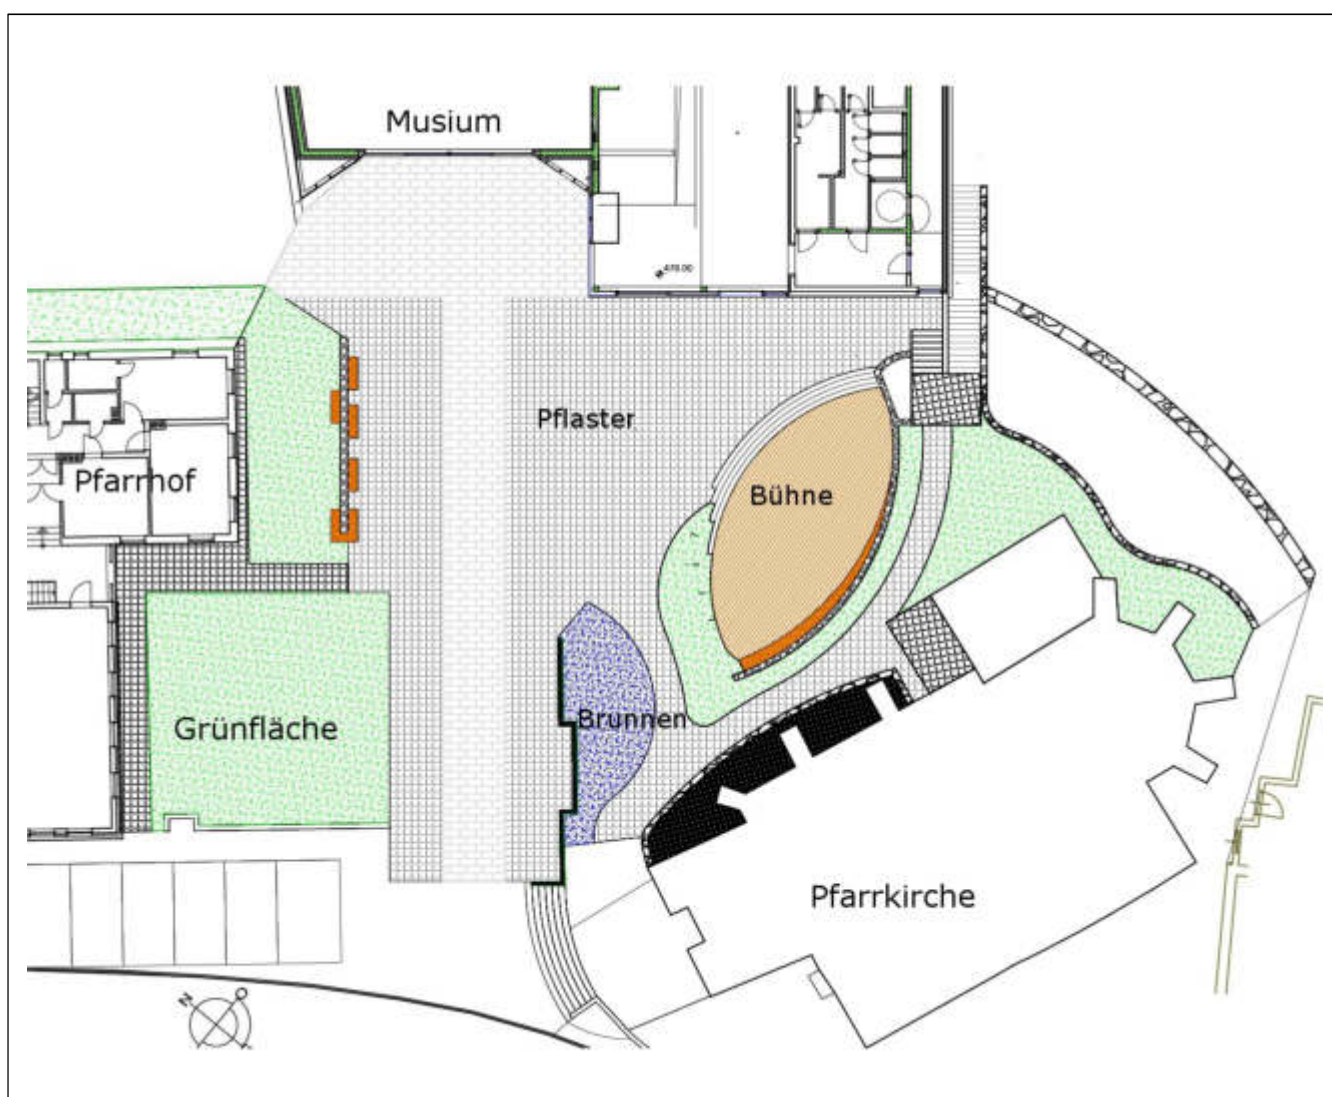 Musium
Pflaster
Pfarrhof
Bühne
Brunnen
Grünfläche
Pfarrkirche
N
O